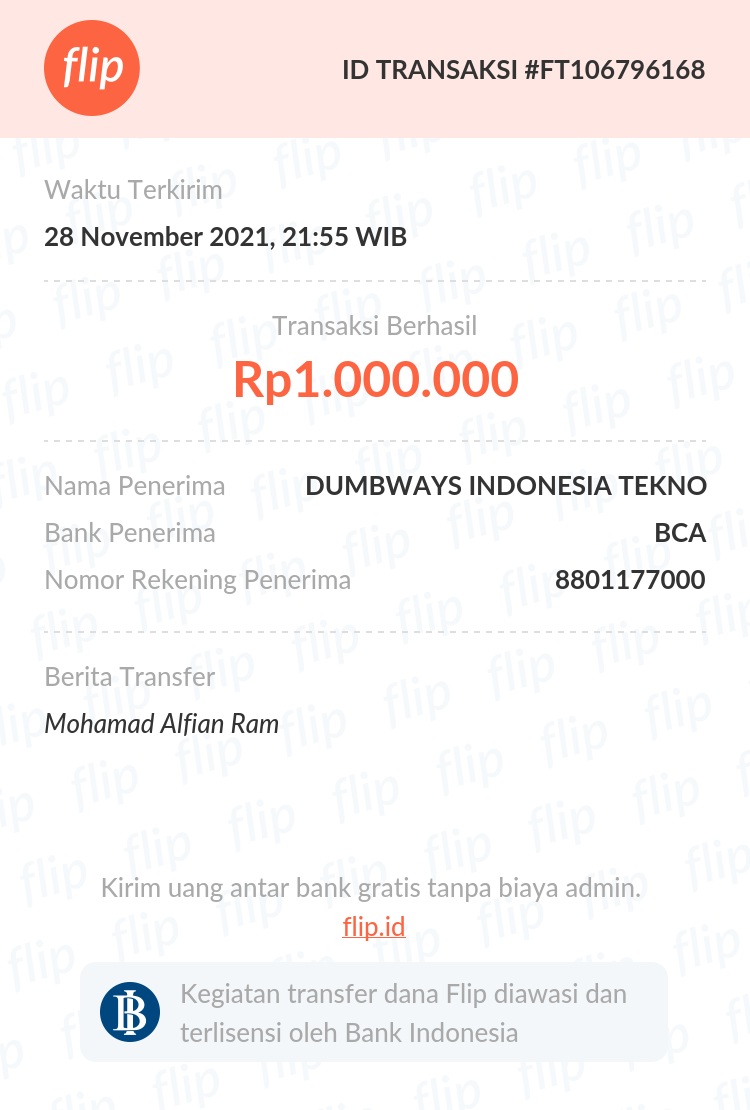 flip
ID TRANSAKSI #FT106796168
Waktu Terkirim
28 November 2021, 21:55 WIB
Transaksi Berhasil
Rp1.000.000
Nama Penerima DUMBWAYS INDONESIA TEKNO
Bank Penerima BCA
Nomor Rekening Penerima 8801177000
Berita Transfer
Mohamad Alfian Ram
Kirim uang antar bank gratis tanpa biaya admin.
flip.id
Kegiatan transfer dana Flip diawasi dan
terlisensi oleh Bank Indonesia